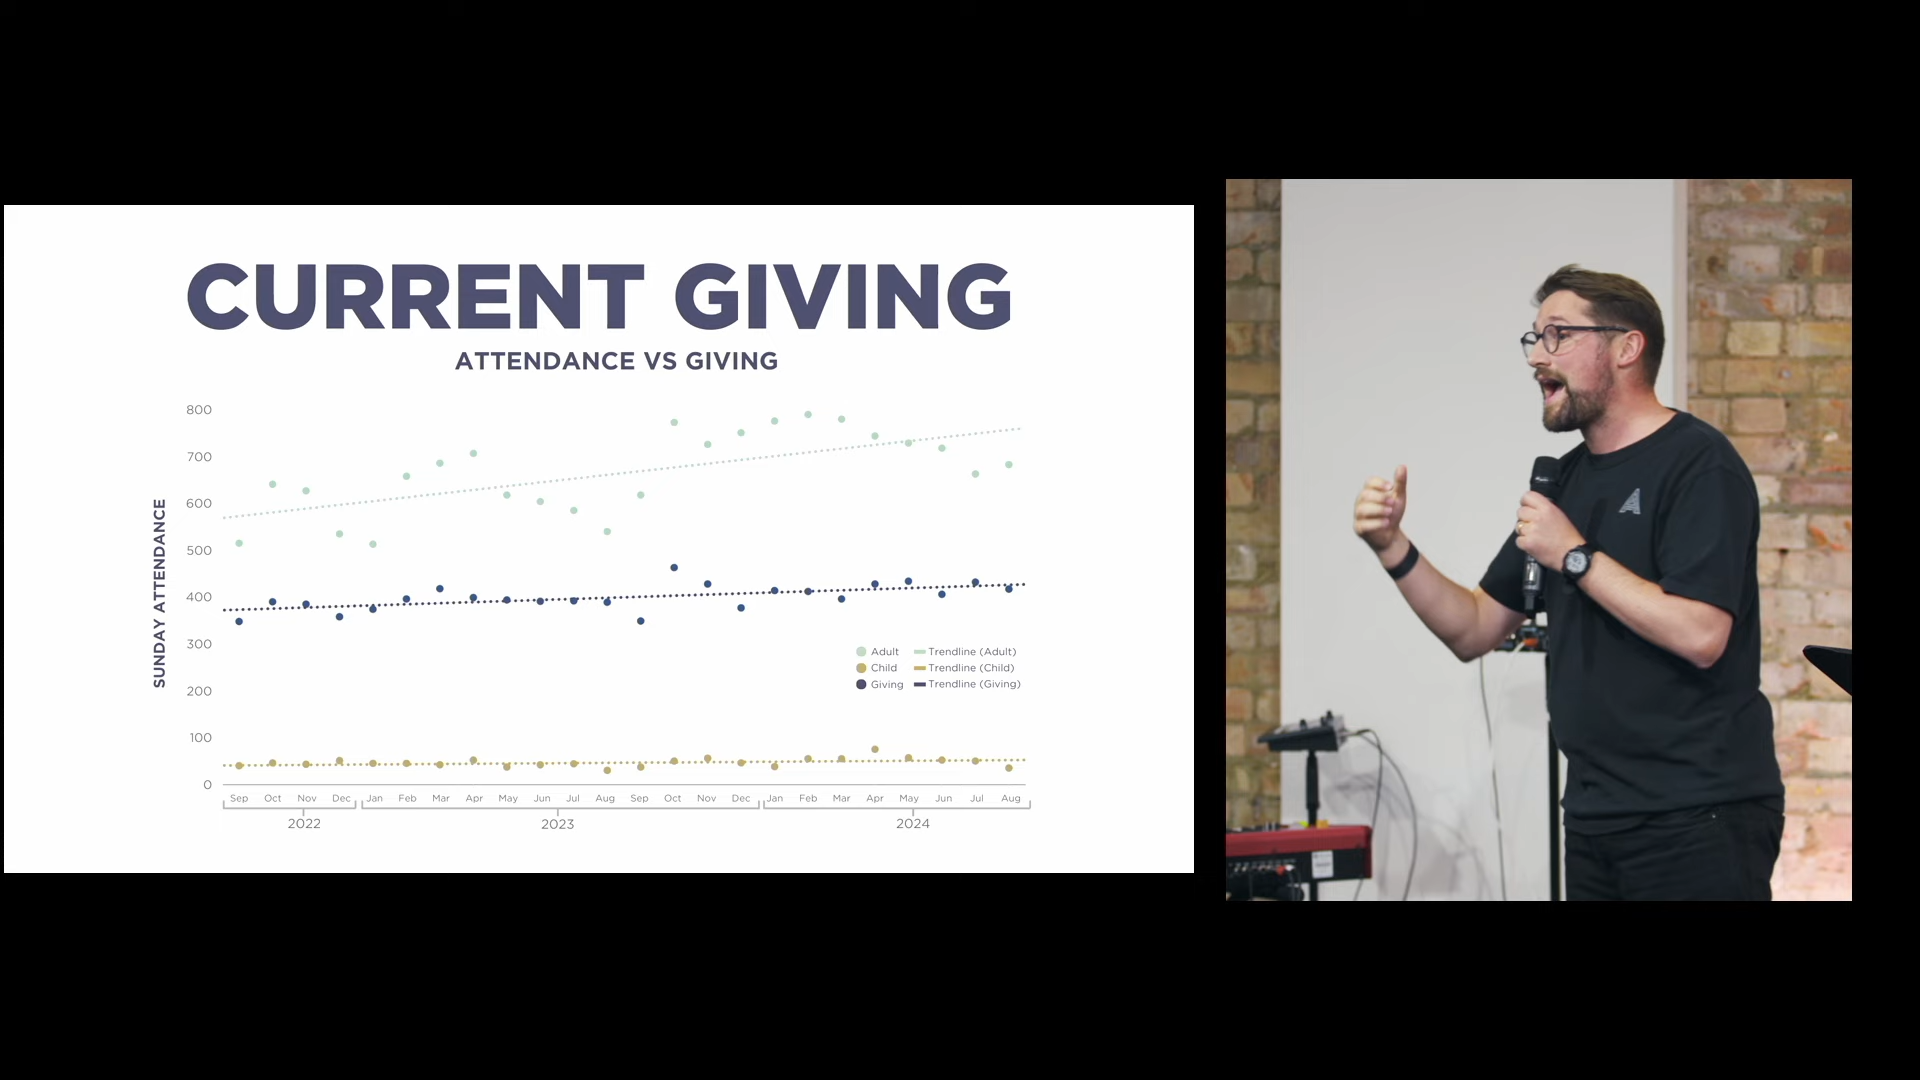 CURRENT GIVING
ATTENDANCE VS GIVING
SUNDAY ATTENDANCE
800
700
600
500
400
300
200
100
0
Adult Trendline (Adult)
Child Trendline (Child)
Giving Trendline (Giving)
Sep Oct Nov Dec Jan Feb Mar Apr May Jun Jul Aug Sep Oct Nov Dec Jan Feb Mar Apr May Jun Jul Aug
2022 2023 2024
A